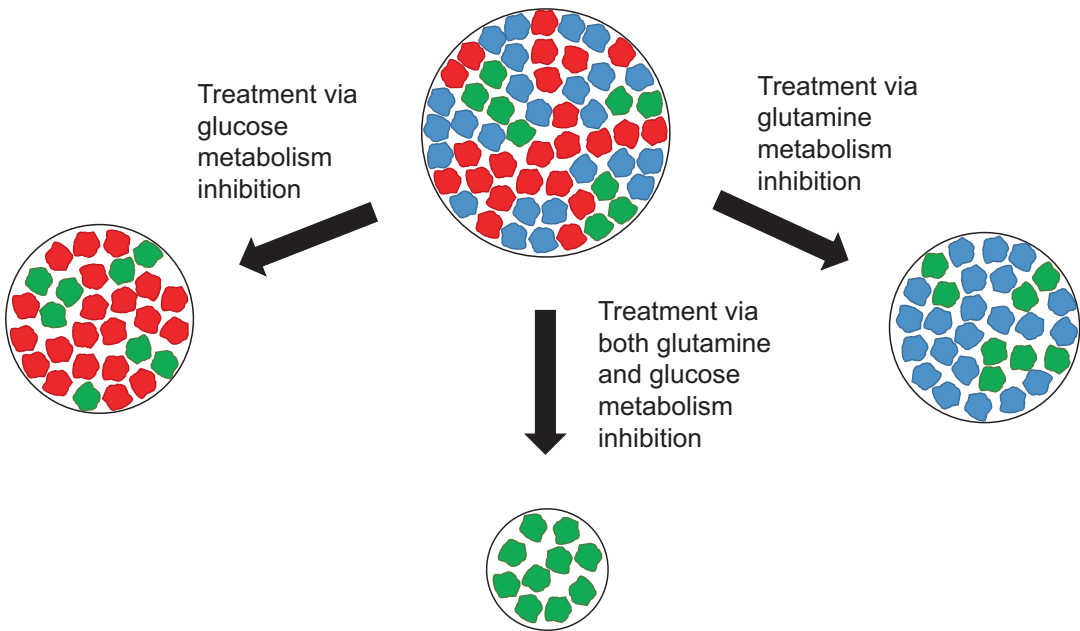 Treatment via
glucose
metabolism
inhibition
Treatment via
glutamine
metabolism
inhibition
Treatment via
both glutamine
and glucose
metabolism
inhibition